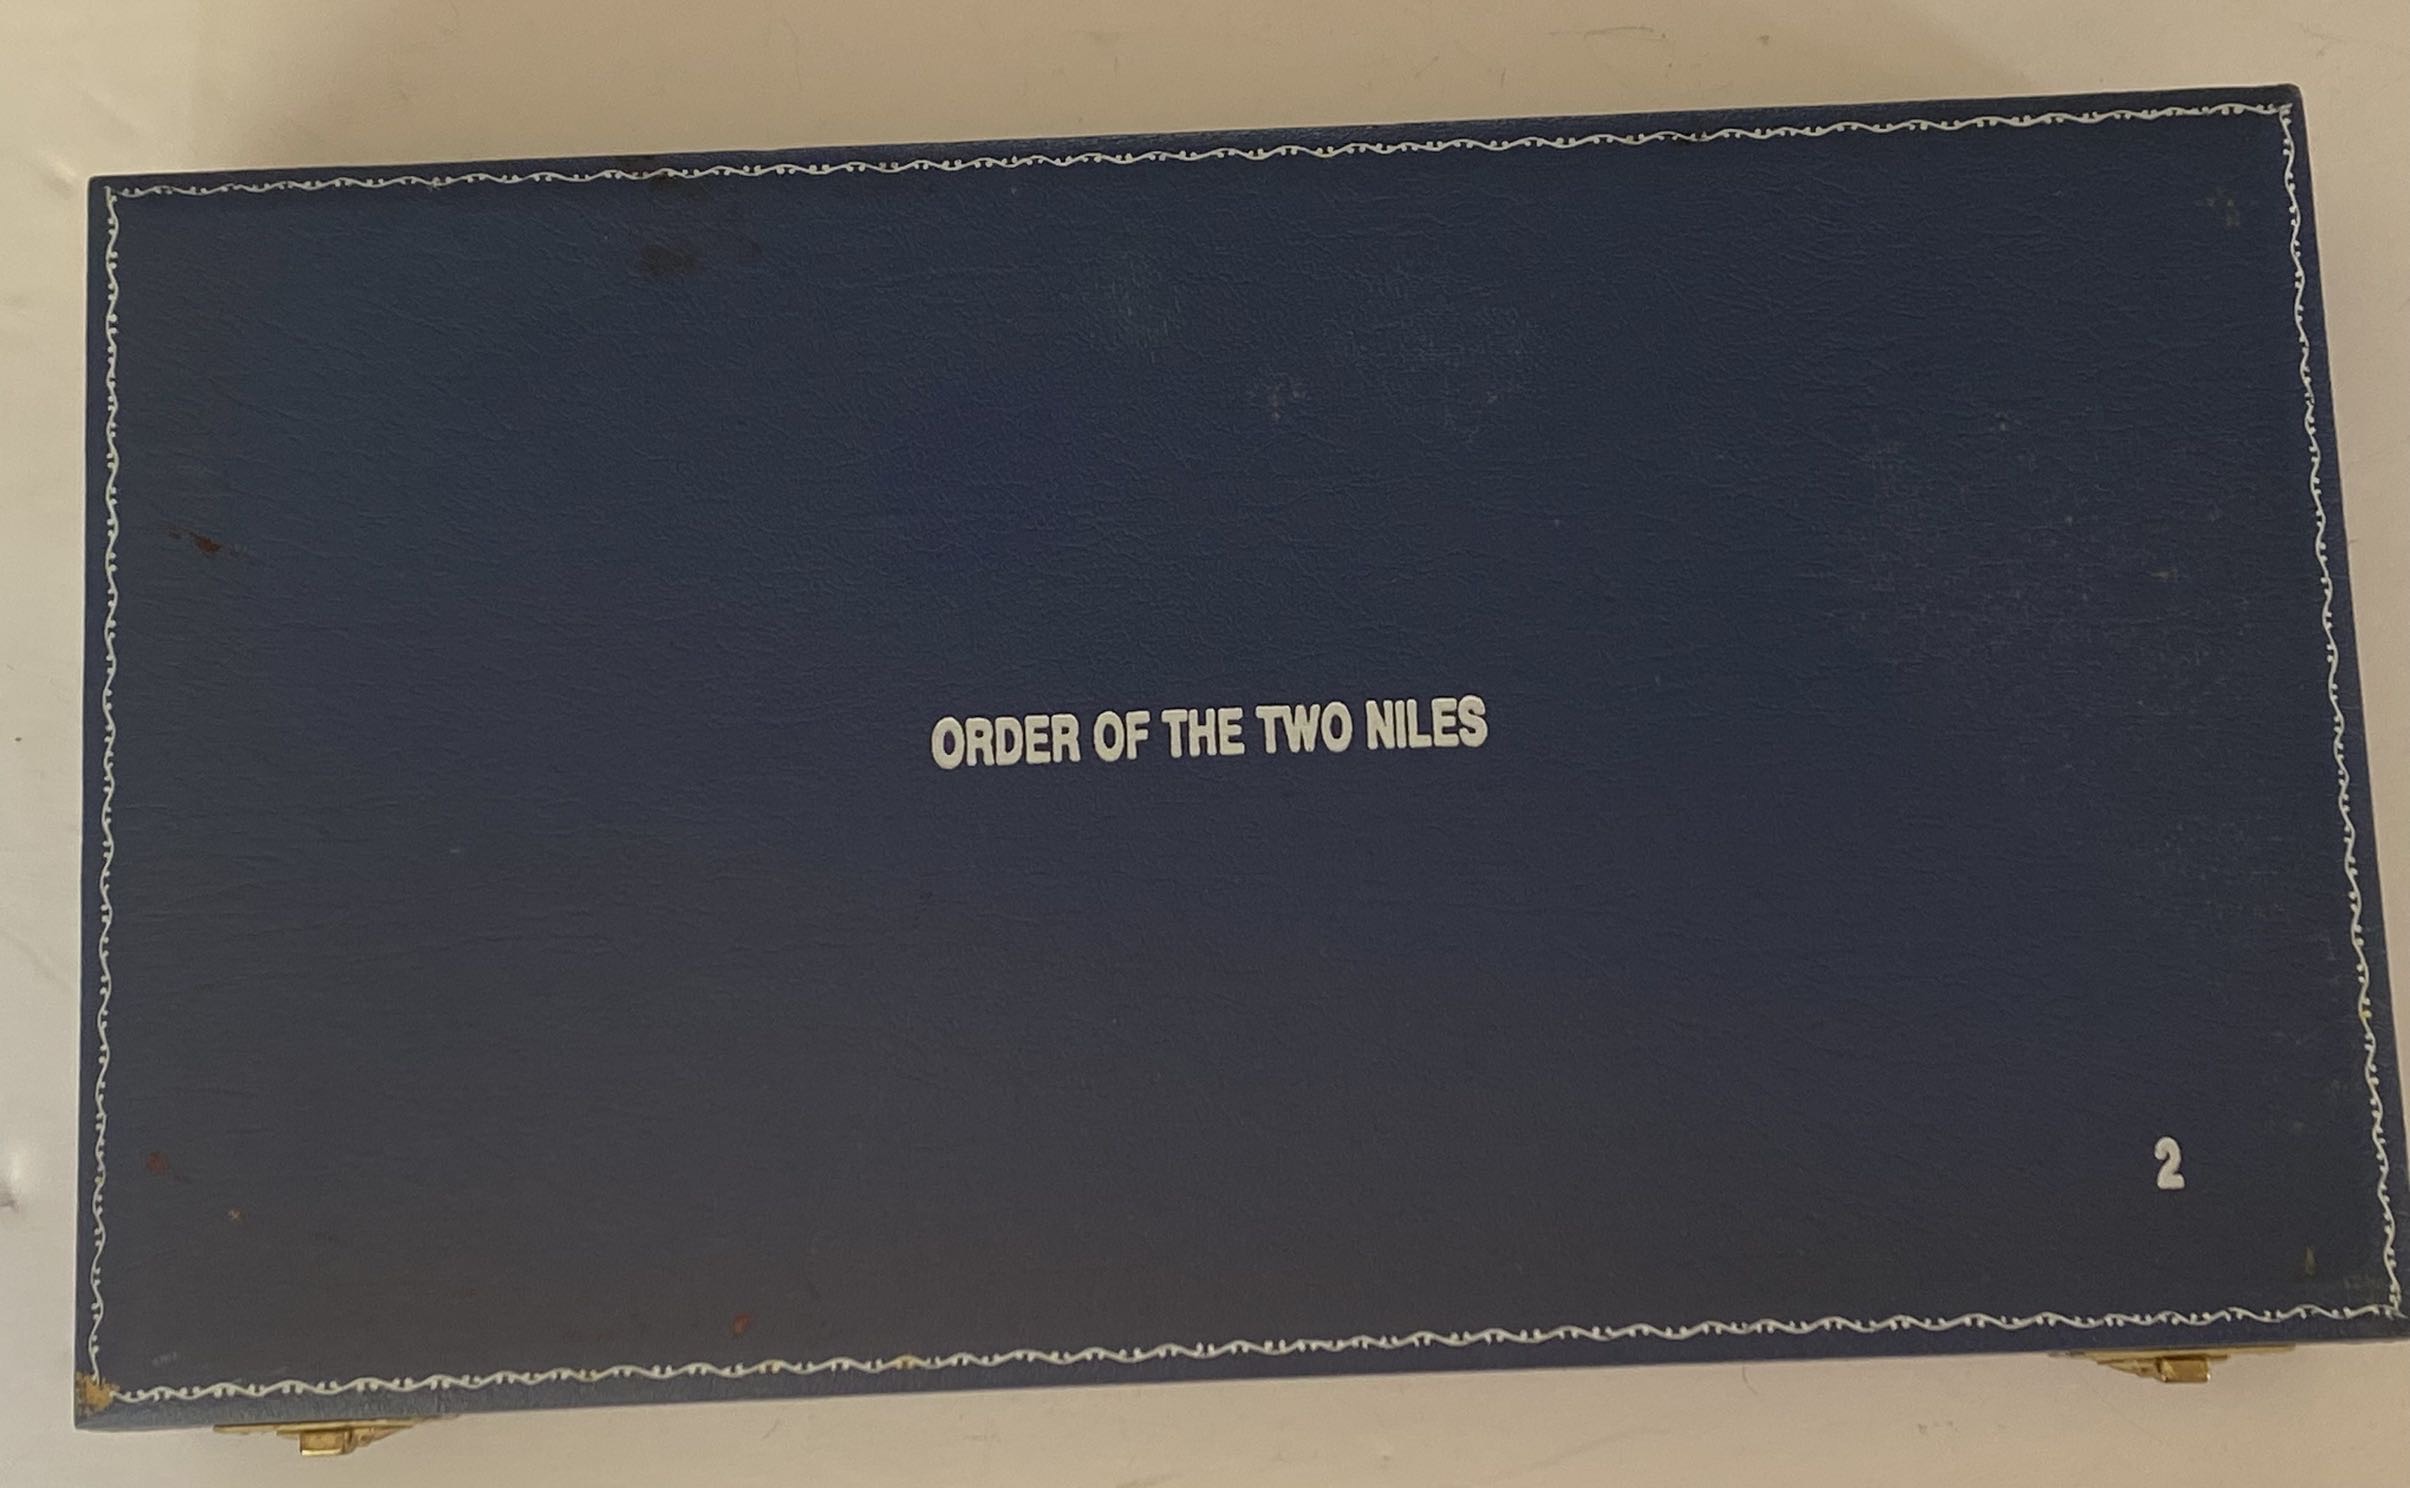 ORDER OF THE TWO NILES
2